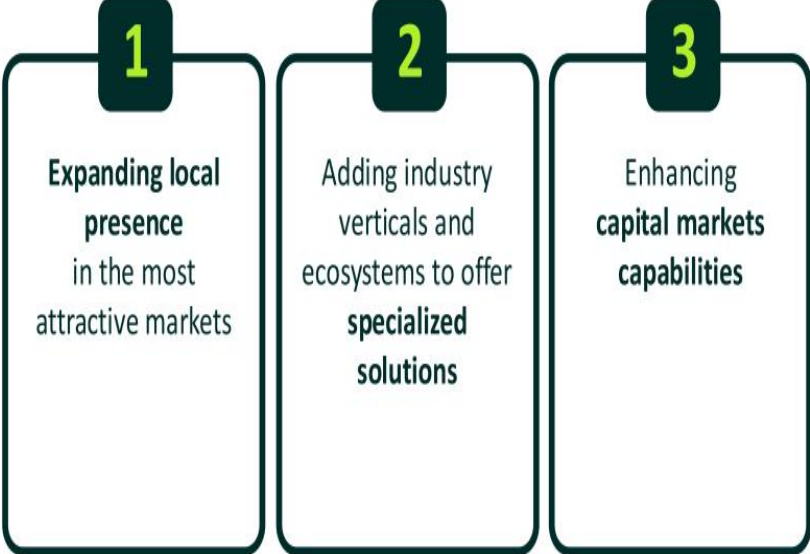 1
Expanding local
presence
in the most
attractive markets
2
Adding industry
verticals and
ecosystems to offer
specialized
solutions
3
Enhancing
capital markets
capabilities